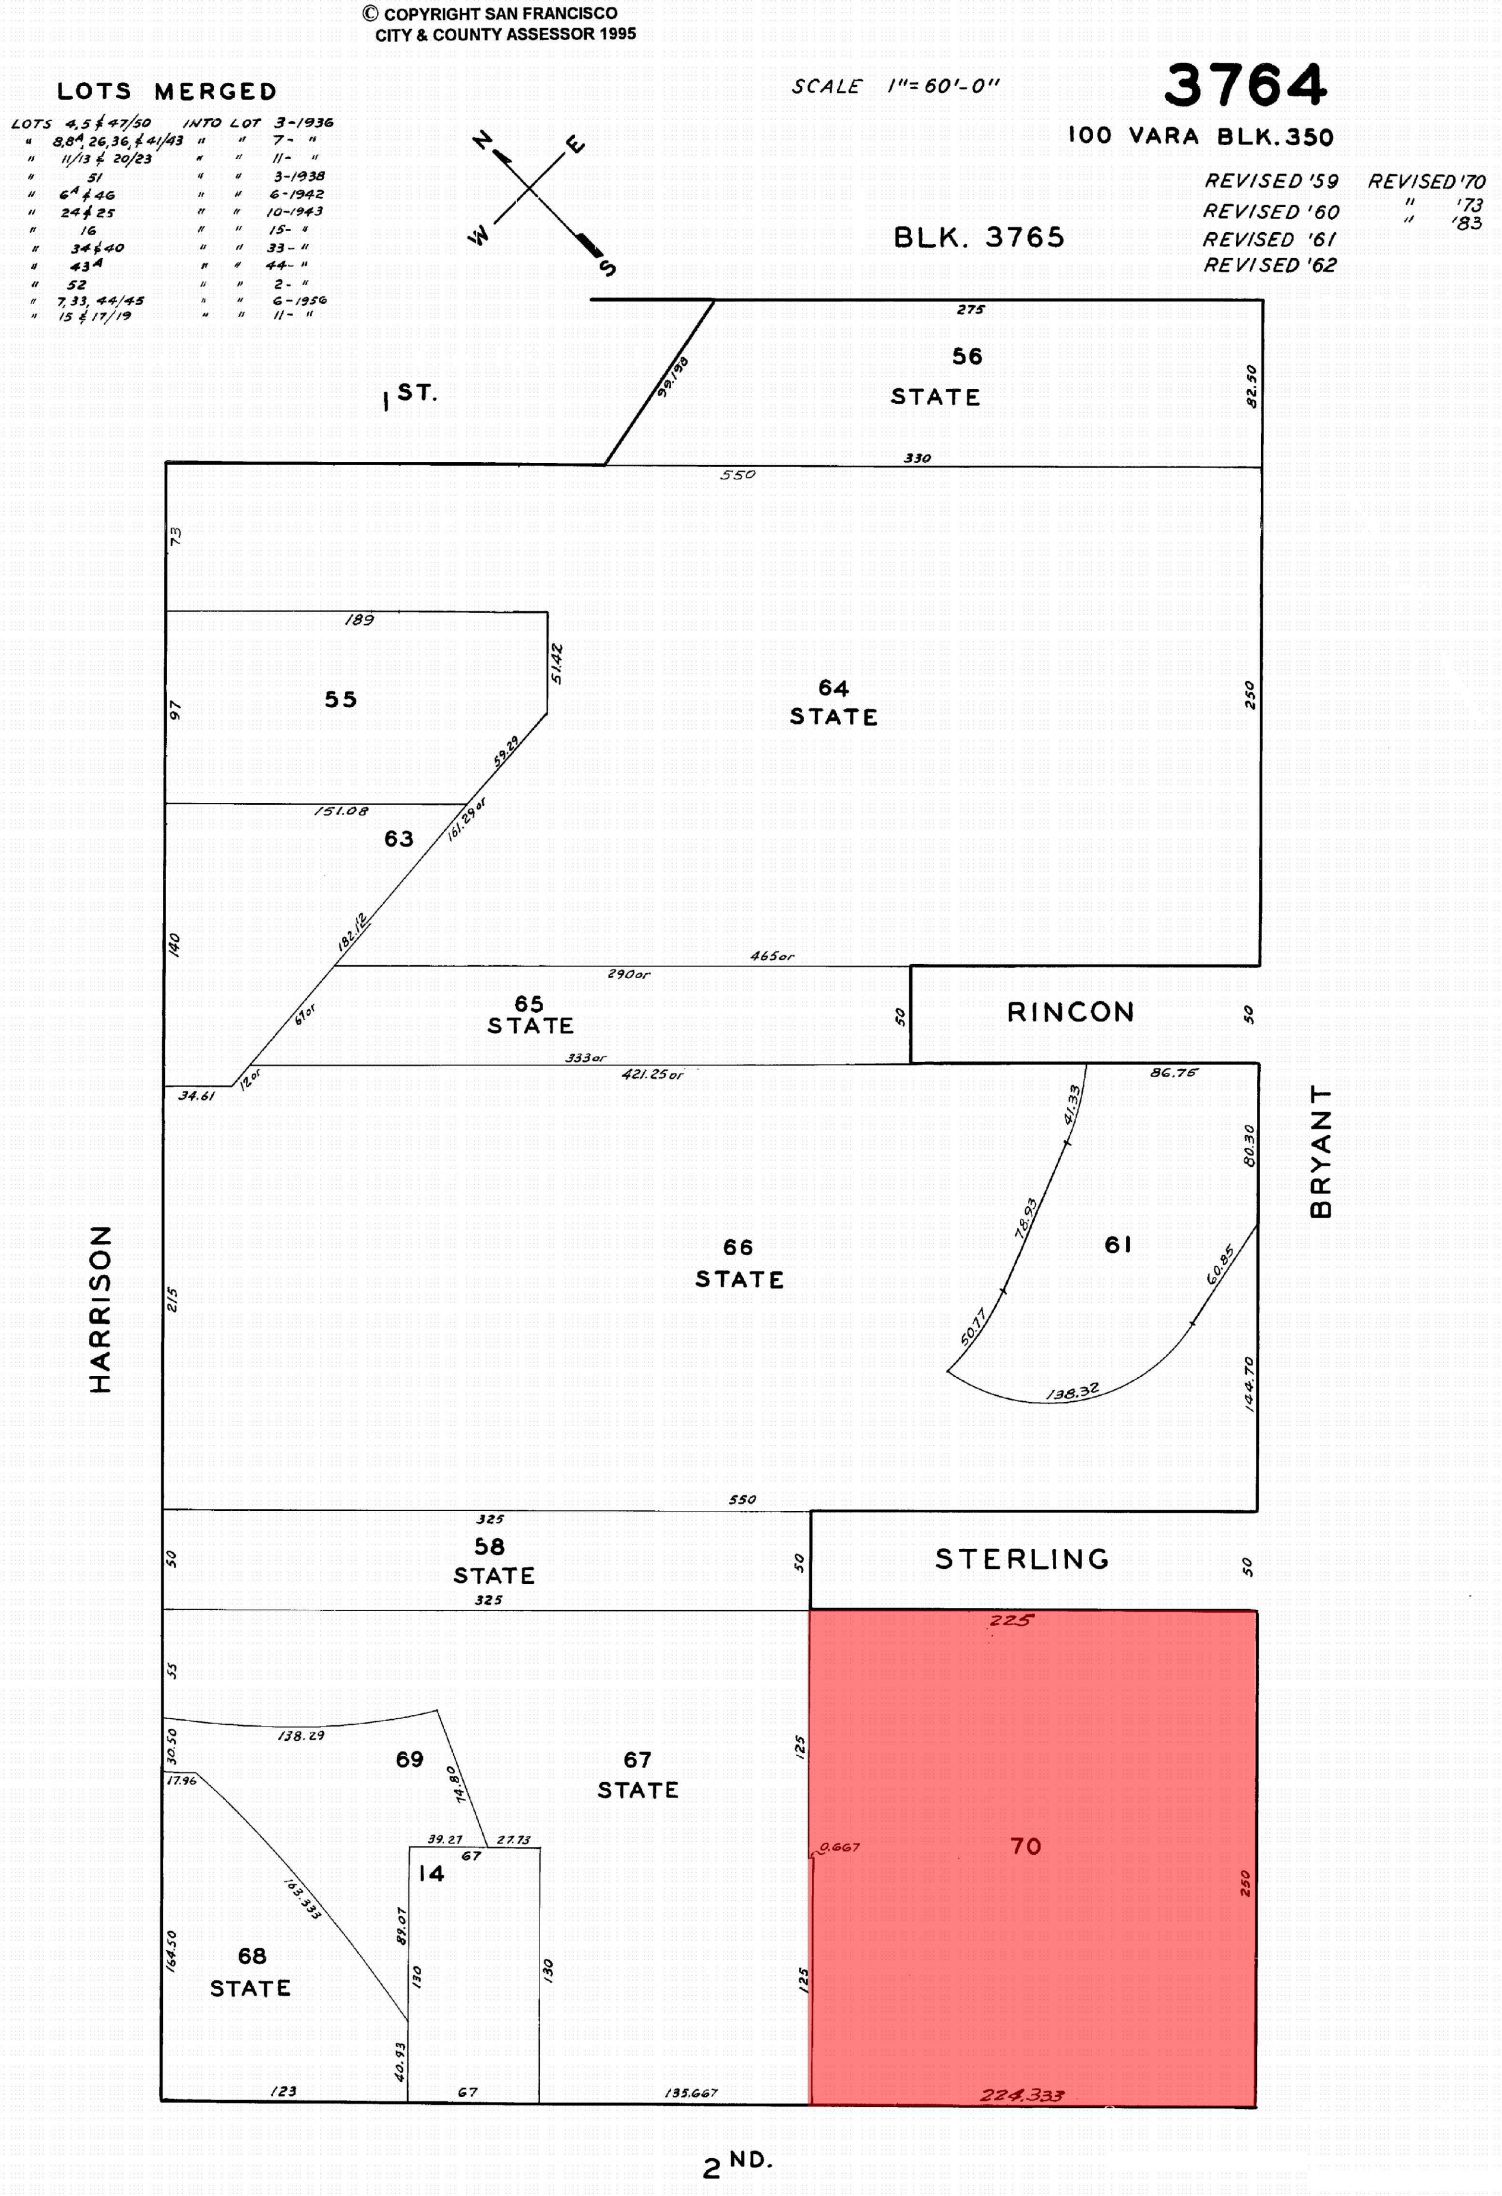 © COPYRIGHT SAN FRANCISCO
CITY & COUNTY ASSESSOR 1995
LOTS MERGED
LOTS 4,5 & 47/50 INTO LOT 3-1936
" 8,8A, 26, 36, & 41/43 " " 7- "
" 11/13 & 20/23 " " 11- "
" 51 " " 3-1938
" 6A & 46 " " 6-1942
" 24 & 25 " " 10-1943
" 16 " " 15- "
" 34 & 40 " " 33- "
" 43A " " 44- "
" 52 " " 2- "
" 7, 33, 44/45 " " 6-1956
" 15 & 17/19 " " 11- "
SCALE 1"=60'-0"
3764
100 VARA BLK.350
REVISED '59 REVISED '70
REVISED '60 " '73
" '83
REVISED '61
REVISED '62
N
E
W
S
BLK. 3765
275
56
STATE
99.198
82.50
1 ST.
330
550
73
189
51.42
55
97
59.29
64
STATE
250
151.08
63
161.29 or
182.12
140
465 or
290 or
65
STATE
67 or
50
RINCON
50
333 or
421.25 or
12 or
34.61
86.75
41.33
80.30
BRYANT
78.93
66
STATE
61
60.85
HARRISON
215
50.77
138.32
144.70
550
325
58
STATE
50
50
STERLING
50
325
225
55
30.50
138.29
69
67
STATE
125
17.96
74.80
39.27
27.73
67
14
0.667
70
250
163.333
89.07
164.50
68
STATE
130
130
125
40.93
123
67
135.667
224.333
2 ND.